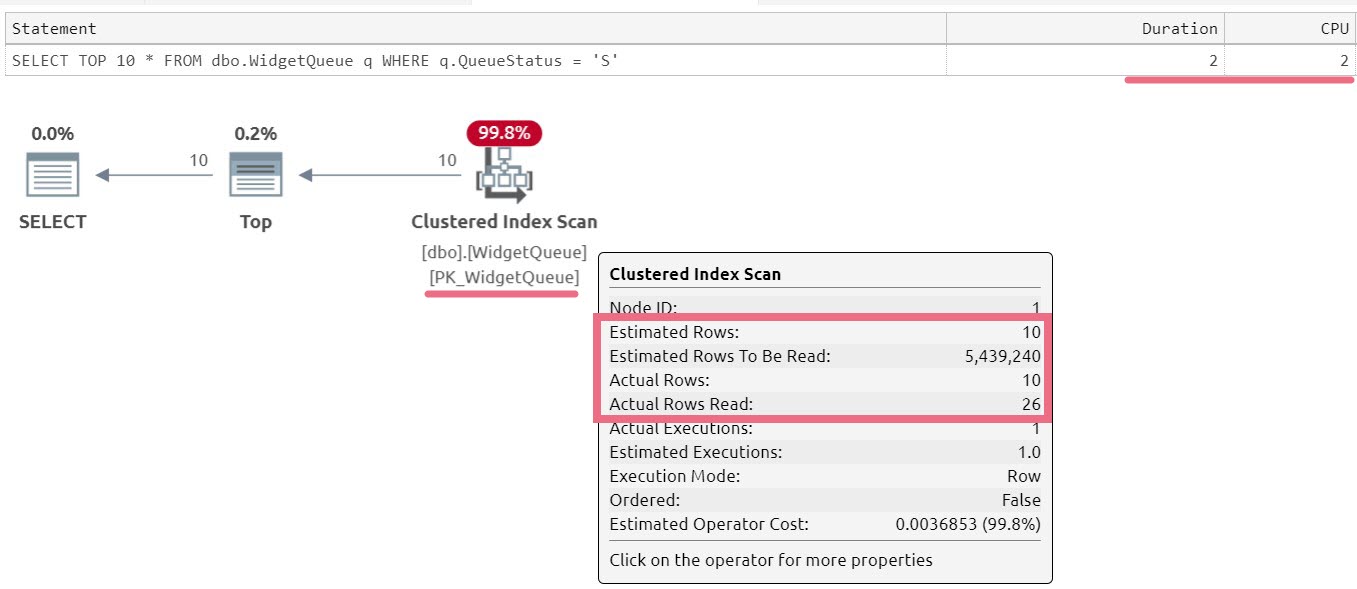 Statement Duration CPU
SELECT TOP 10 * FROM dbo.WidgetQueue q WHERE q.QueueStatus = 'S' 2 2
0.0% 0.2% 99.8%
10 10
SELECT Top Clustered Index Scan
[dbo].[WidgetQueue]
[PK_WidgetQueue]
Clustered Index Scan
Node ID: 1
Estimated Rows: 10
Estimated Rows To Be Read: 5,439,240
Actual Rows: 10
Actual Rows Read: 26
Actual Executions: 1
Estimated Executions: 1.0
Execution Mode: Row
Ordered: False
Estimated Operator Cost: 0.0036853 (99.8%)
Click on the operator for more properties